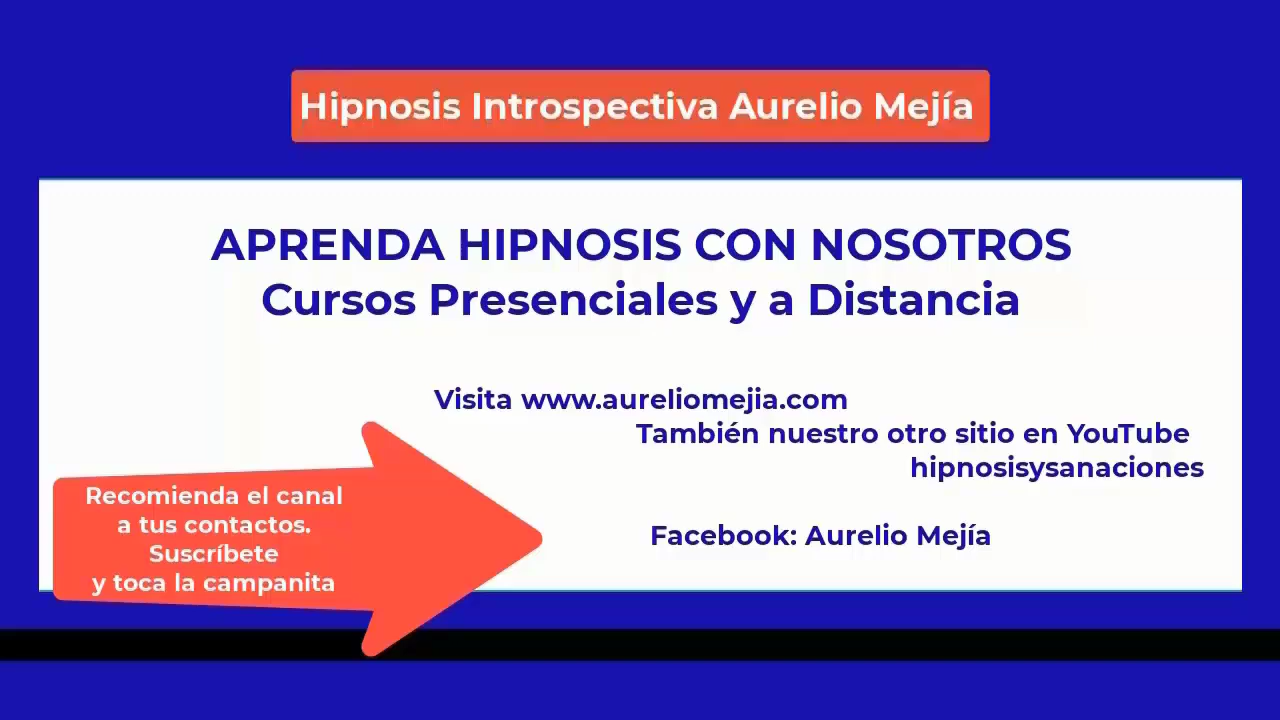 Hipnosis Introspectiva Aurelio Mejía
APRENDA HIPNOSIS CON NOSOTROS
Cursos Presenciales y a Distancia
Visita www.aureliomejia.com
También nuestro otro sitio en YouTube
hipnosisysanaciones
Facebook: Aurelio Mejía
Recomienda el canal
a tus contactos.
Suscríbete
y toca la campanita